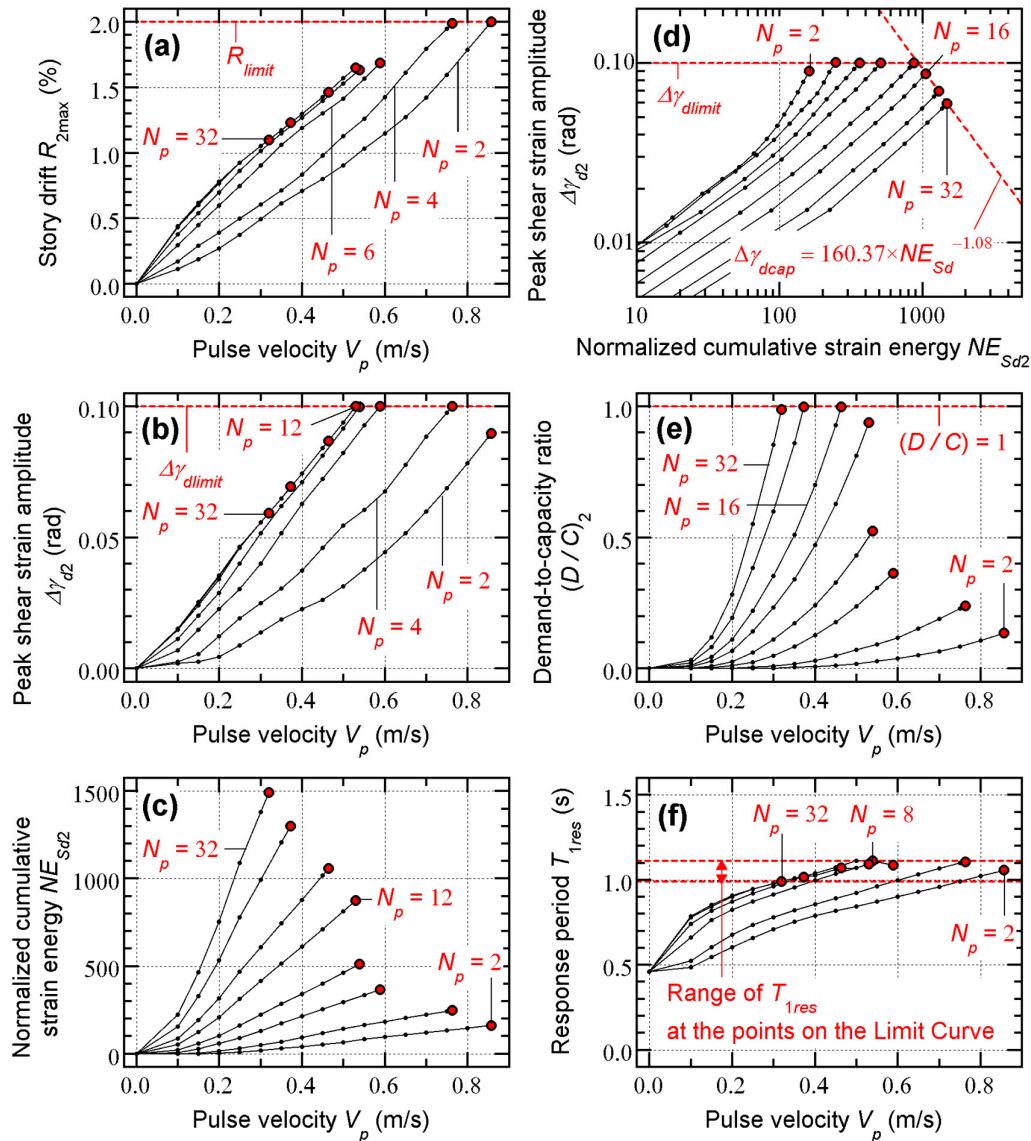 (a)
R_limit
N_p = 32
N_p = 2
N_p = 4
N_p = 6
2.0
1.5
1.0
0.5
0.0
Story drift R_2max (%)
0.0 0.2 0.4 0.6 0.8
Pulse velocity V_p (m/s)
(d)
N_p = 2
N_p = 16
Δγ_dlimit
N_p = 32
Δγ_dcap = 160.37×NE_Sd^−1.08
0.10
0.01
Peak shear strain amplitude
Δγ_d2 (rad)
10 100 1000
Normalized cumulative strain energy NE_Sd2
(b)
N_p = 12
Δγ_dlimit
N_p = 32
N_p = 2
N_p = 4
0.10
0.05
0.00
Peak shear strain amplitude
Δγ_d2 (rad)
0.0 0.2 0.4 0.6 0.8
Pulse velocity V_p (m/s)
(e)
(D / C) = 1
N_p = 32
N_p = 16
N_p = 2
1.0
0.5
0.0
Demand-to-capacity ratio
(D / C)_2
0.0 0.2 0.4 0.6 0.8
Pulse velocity V_p (m/s)
(c)
N_p = 32
N_p = 12
N_p = 2
1500
1000
500
0
Normalized cumulative
strain energy NE_Sd2
0.0 0.2 0.4 0.6 0.8
Pulse velocity V_p (m/s)
(f)
N_p = 32
N_p = 8
N_p = 2
Range of T_1res
at the points on the Limit Curve
1.5
1.0
0.5
0.0
Response period T_1res (s)
0.0 0.2 0.4 0.6 0.8
Pulse velocity V_p (m/s)